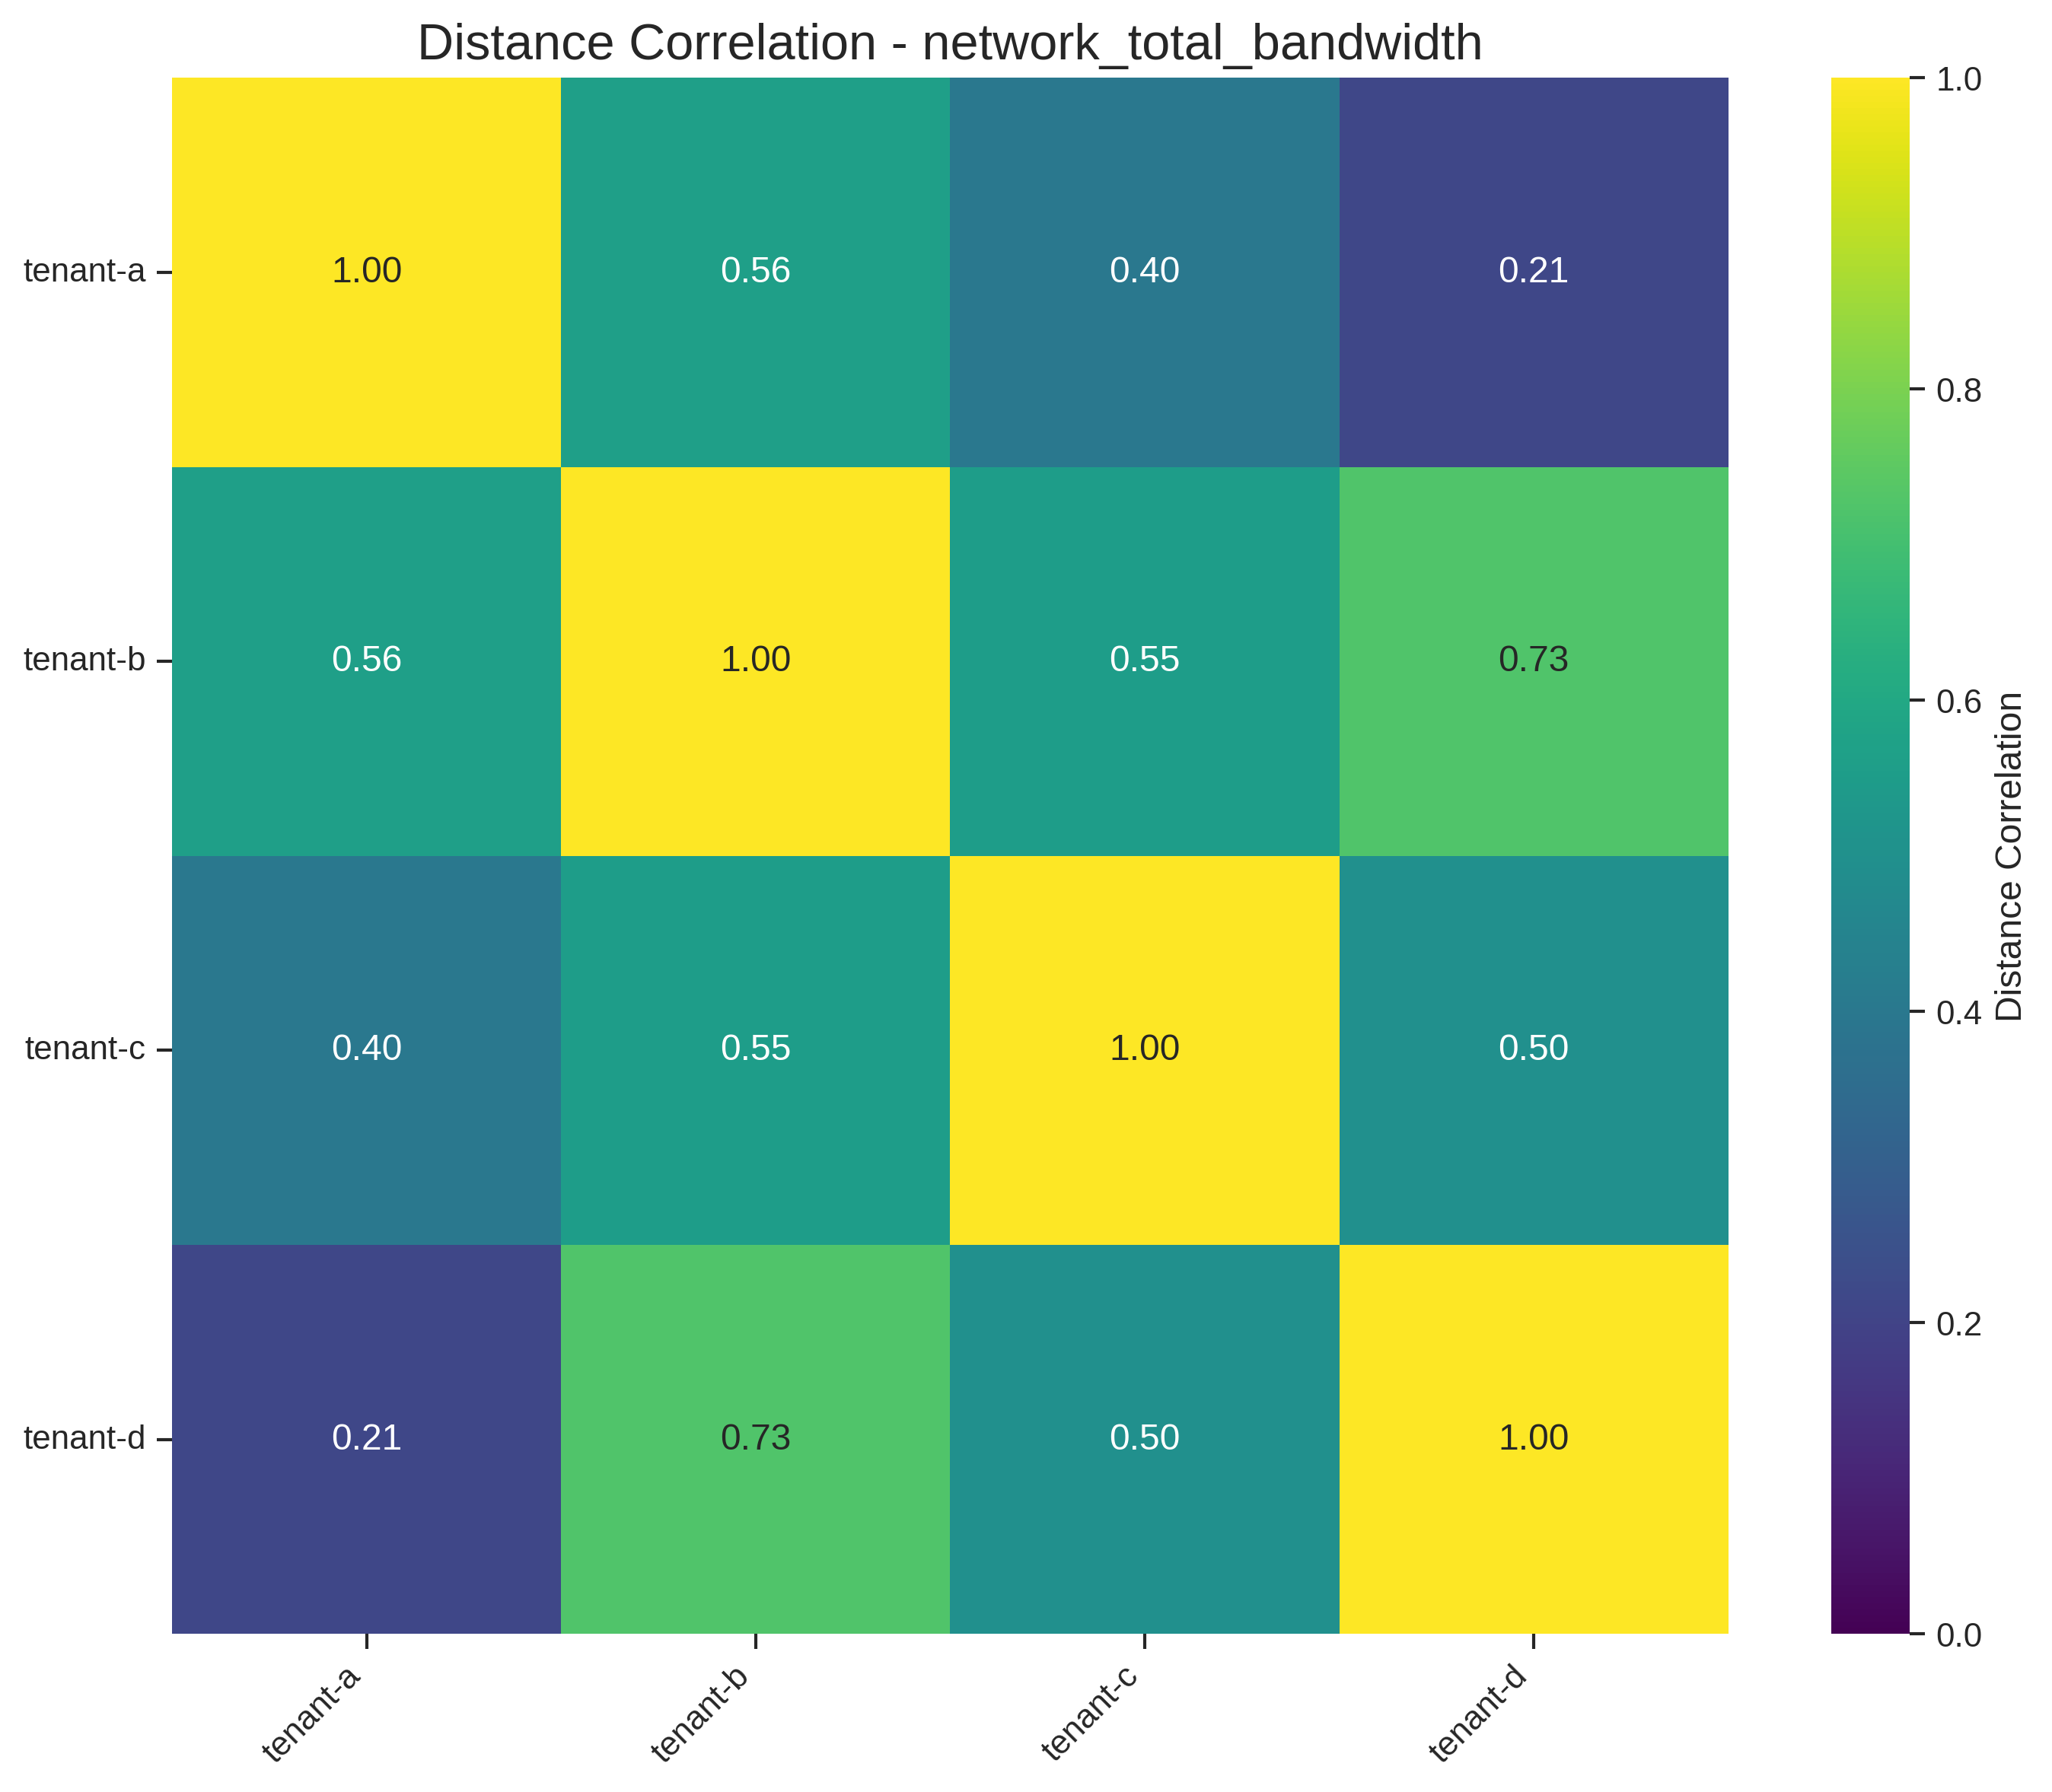 Distance Correlation - network_total_bandwidth
tenant-a 1.00 0.56 0.40 0.21
tenant-b 0.56 1.00 0.55 0.73
tenant-c 0.40 0.55 1.00 0.50
tenant-d 0.21 0.73 0.50 1.00
tenant-a tenant-b tenant-c tenant-d
1.0
0.8
0.6
0.4
0.2
0.0
Distance Correlation